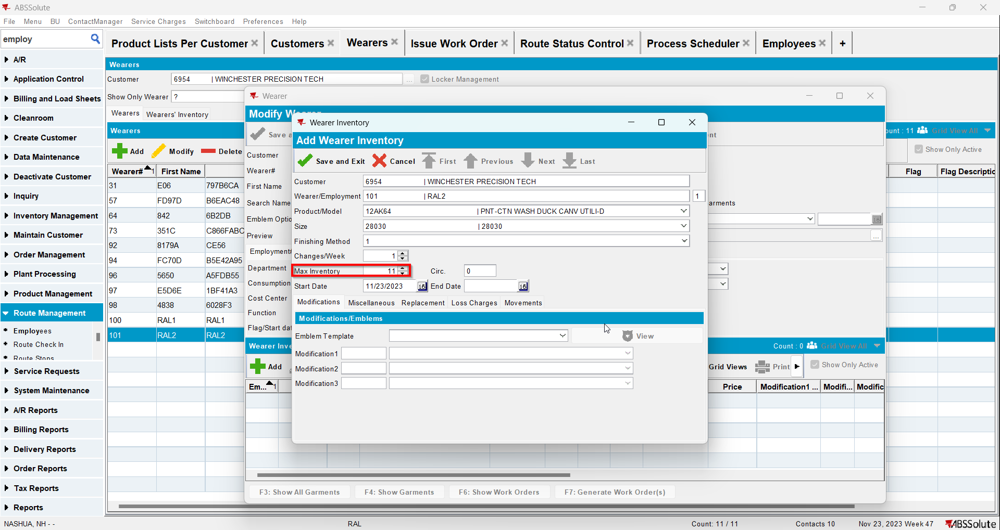 ABSSolute
File Menu BU ContactManager Service Charges Switchboard Preferences Help
employ
Product Lists Per Customer Customers Wearers Issue Work Order Route Status Control Process Scheduler Employees +
A/R
Application Control
Billing and Load Sheets
Cleanroom
Create Customer
Data Maintenance
Deactivate Customer
Inquiry
Inventory Management
Maintain Customer
Order Management
Plant Processing
Product Management
Route Management
Employees
Route Check In
Route Stops
Service Requests
System Maintenance
A/R Reports
Billing Reports
Delivery Reports
Order Reports
Tax Reports
Reports
Wearers
Customer 6954 | WINCHESTER PRECISION TECH ... Locker Management
Show Only Wearer ?
Wearers Wearers' Inventory
Wearers
Add Modify Delete
Wearer# 1 First Name
31 E06 797B6CA
57 FD97D B6EAC48
64 842 6B2DB
73 351C C866FABC
92 8179A CE56
94 FC70D B5E42A95
96 5650 A5FDB55
97 E5D6E 1BF41A3
98 4838 6028F3
100 RAL1 RAL1
101 RAL2 RAL2
ount : 11 Grid View All
Show Only Active
Flag Flag Descriptic
Wearer
Modify Wearer
Save a
nt
Customer
Wearer#
First Name
Search Name
Emblem Optio
Preview
Employment#
Department
Consumption
Cost Center
Function
Flag/Start dat
arments
16
...
Wearer Inve
Count : 0 Grid View All
Add
Grid Views Print Show Only Active
Em... 1
Price Modification1 ... Modifi... Modific
Wearer Inventory
Add Wearer Inventory
Save and Exit Cancel First Previous Next Last
Customer 6954 | WINCHESTER PRECISION TECH
Wearer/Employment 101 | RAL2 1
Product/Model 12AK64 | PNT-CTN WASH DUCK CANV UTILI-D
Size 28030 | 28030
Finishing Method 1
Changes/Week 1
Max Inventory 11 Circ. 0
Start Date 11/23/2023 16 End Date 16
Modifications Miscellaneous Replacement Loss Charges Movements
Modifications/Emblems
Emblem Template View
Modification1
Modification2
Modification3
F3: Show All Garments F4: Show Garments F6: Show Work Orders F7: Generate Work Order(s)
NASHUA, NH - - RAL Count: 11 / 11 Contacts 10 Nov 23, 2023 Week 47 ABSSolute